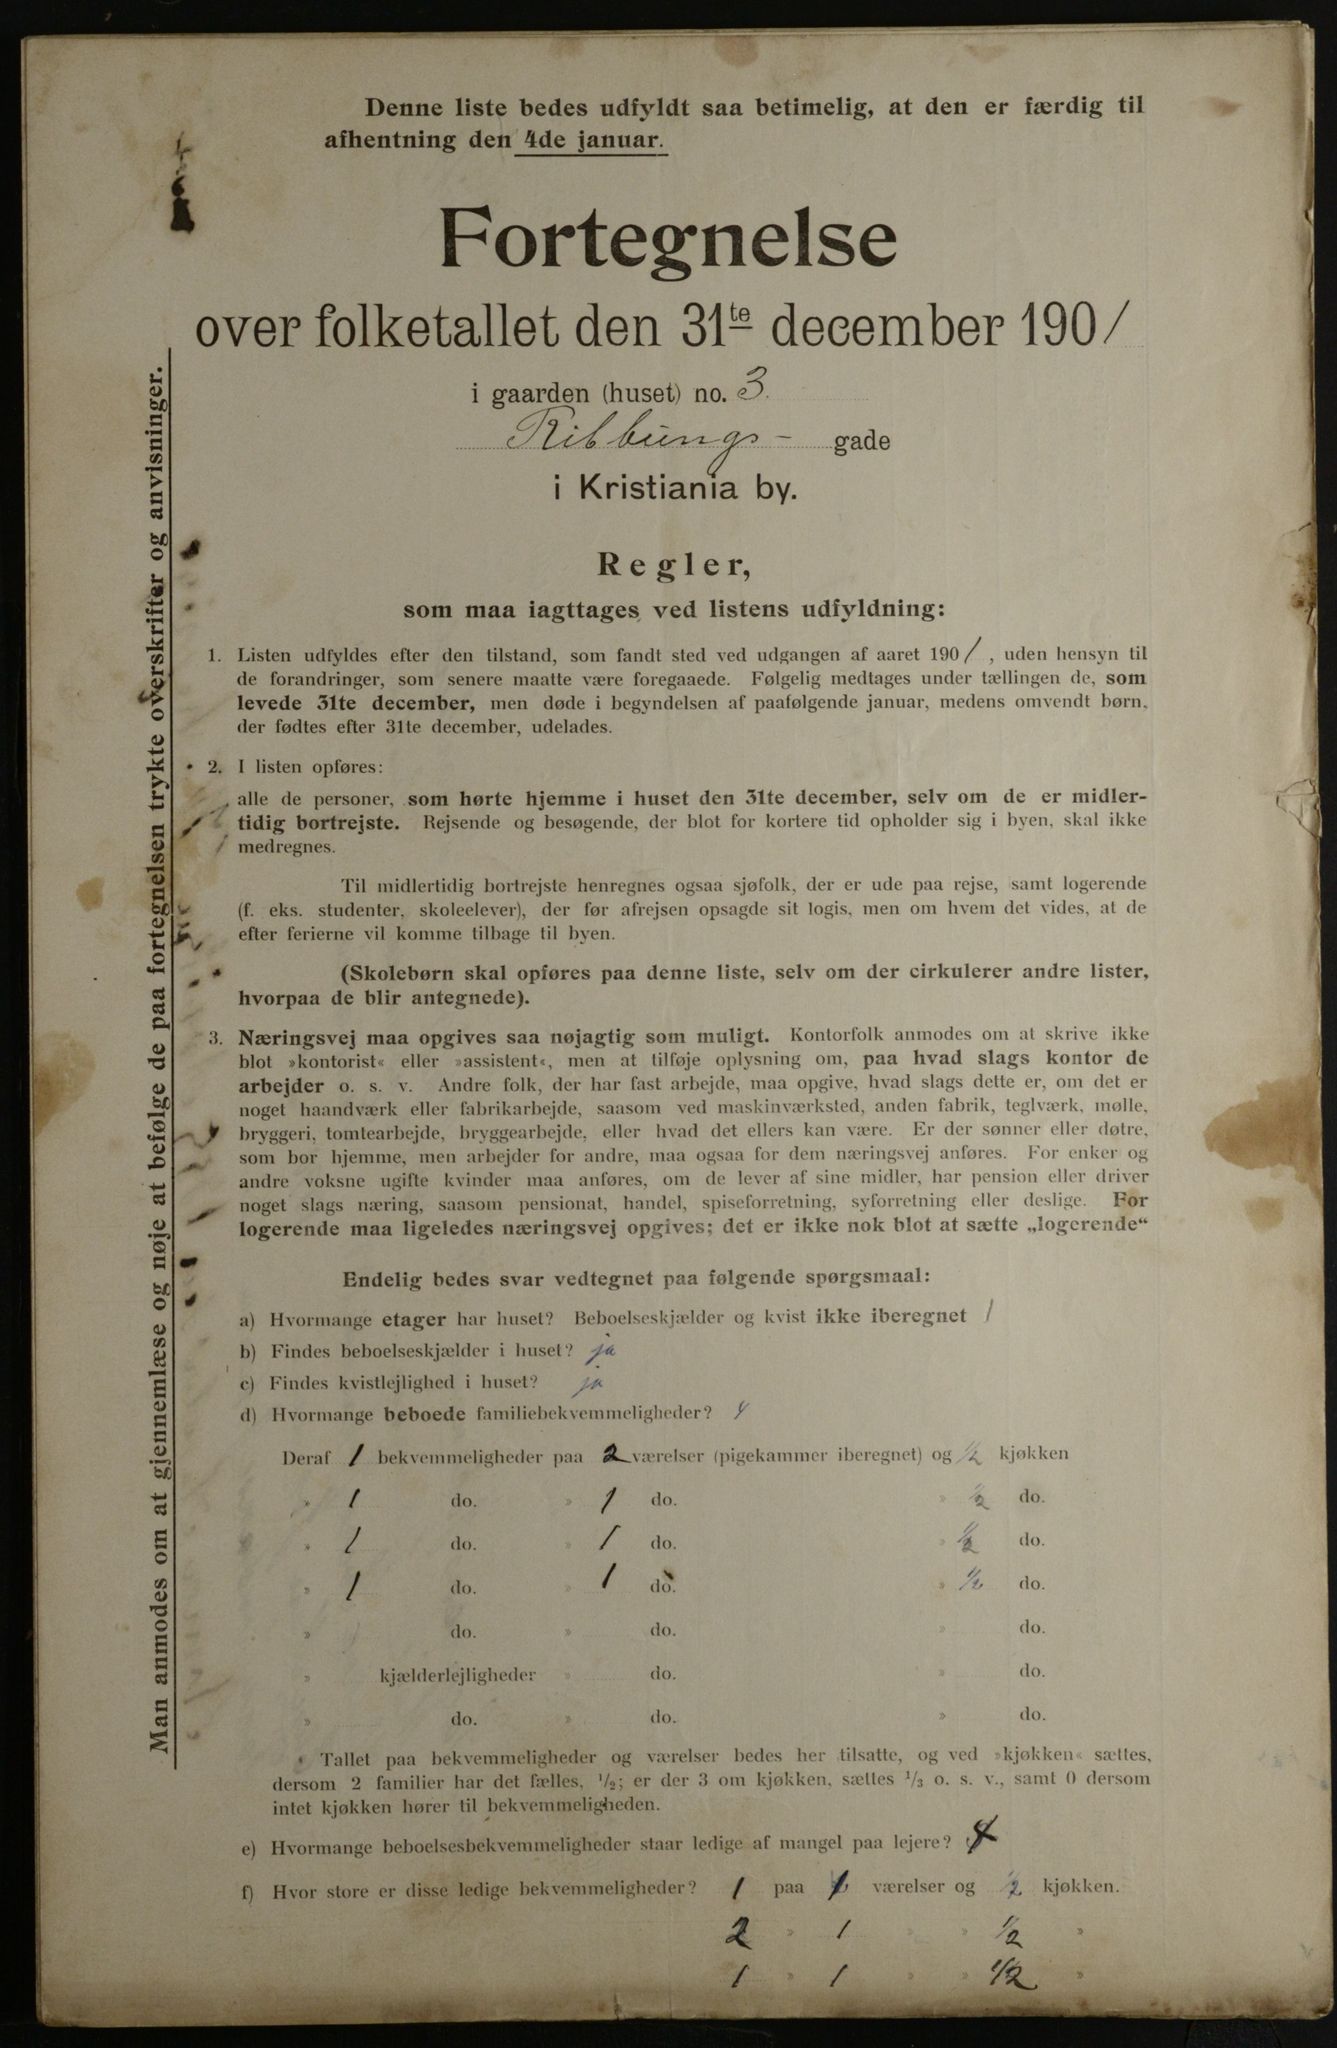 Denne liste bedes udfyldt saa betimelig, at den er færdig til
afhentning den 4de januar.
Fortegnelse
over folketallet den 31te december 1901
i gaarden (huset) no. 3
Ribbungs- gade
i Kristiania by.
Regler,
som maa iagttages ved listens udfyldning:
1. Listen udfyldes efter den tilstand, som fandt sted ved udgangen af aaret 1901, uden hensyn til
de forandringer, som senere maatte være foregaaede. Følgelig medtages under tællingen de, som
levede 31te december, men døde i begyndelsen af paafølgende januar, medens omvendt børn,
der fødtes efter 31te december, udelades.
2. I listen opføres:
alle de personer, som hørte hjemme i huset den 31te december, selv om de er midler-
tidig bortrejste. Rejsende og besøgende, der blot for kortere tid opholder sig i byen, skal ikke
medregnes.
Til midlertidig bortrejste henregnes ogsaa sjøfolk, der er ude paa rejse, samt logerende
(f. eks. studenter, skoleelever), der før afrejsen opsagde sit logis, men om hvem det vides, at de
efter ferierne vil komme tilbage til byen.
(Skolebørn skal opføres paa denne liste, selv om der cirkulerer andre lister,
hvorpaa de blir antegnede).
3. Næringsvej maa opgives saa nøjagtig som muligt. Kontorfolk anmodes om at skrive ikke
blot »kontorist« eller »assistent«, men at tilføje oplysning om, paa hvad slags kontor de
arbejder o. s. v. Andre folk, der har fast arbejde, maa opgive, hvad slags dette er, om det er
noget haandværk eller fabrikarbejde, saasom ved maskinværksted, anden fabrik, teglværk, mølle,
bryggeri, tomtearbejde, bryggearbejde, eller hvad det ellers kan være. Er der sønner eller døtre,
som bor hjemme, men arbejder for andre, maa ogsaa for dem næringsvej anføres. For enker og
andre voksne ugifte kvinder maa anføres, om de lever af sine midler, har pension eller driver
noget slags næring, saasom pensionat, handel, spiseforretning, syforretning eller deslige. For
logerende maa ligeledes næringsvej opgives; det er ikke nok blot at sætte „logerende“
Endelig bedes svar vedtegnet paa følgende spørgsmaal:
a) Hvormange etager har huset? Beboelseskjælder og kvist ikke iberegnet 1
b) Findes beboelseskjælder i huset? ja
c) Findes kvistlejlighed i huset? ja
d) Hvormange beboede familiebekvemmeligheder? 4
Deraf 1 bekvemmeligheder paa 2 værelser (pigekammer iberegnet) og 1/2 kjøkken
» 1 do. » 1 do. » 1/2 do.
» 1 do. » 1 do. » 1/2 do.
» 1 do. » 1 do. » 1/2 do.
» do. » do. » do.
» kjælderlejligheder » do. » do.
» do. » do. » do.
Tallet paa bekvemmeligheder og værelser bedes her tilsatte, og ved »kjøkken« sættes,
dersom 2 familier har det fælles, 1/2; er der 3 om kjøkken, sættes 1/3 o. s. v., samt 0 dersom
intet kjøkken hører til bekvemmeligheden.
e) Hvormange beboelsesbekvemmeligheder staar ledige af mangel paa lejere? 4
f) Hvor store er disse ledige bekvemmeligheder? 1 paa værelser og 1/2 kjøkken.
2 » 1 » » 1/2 »
1 » 1 » » 1/2 »
Man anmodes om at gjennemlæse og nøje at befølge de paa fortegnelsen trykte overskrifter og anvisninger.